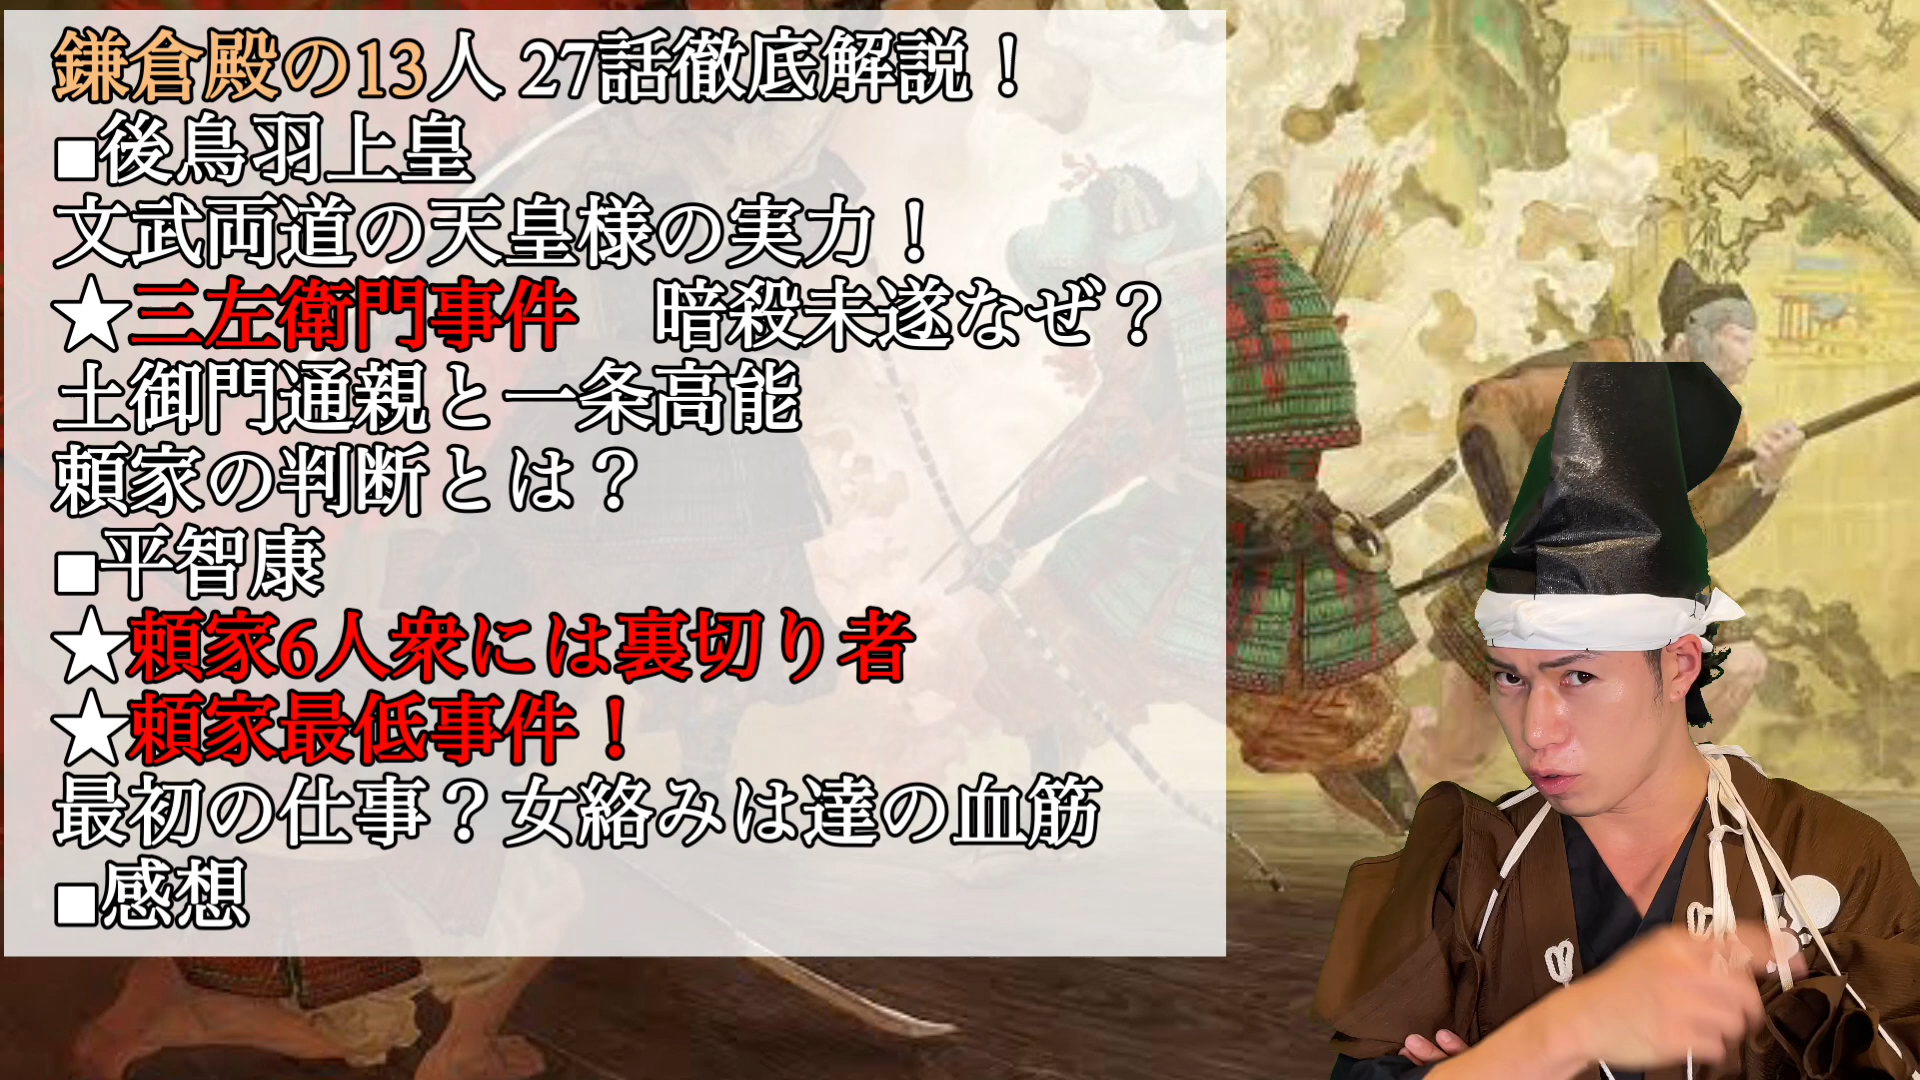 鎌倉殿の13人 27話徹底解説！
■後鳥羽上皇
文武両道の天皇様の実力！
★三左衛門事件　暗殺未遂なぜ？
土御門通親と一条高能
頼家の判断とは？
■平智康
★頼家6人衆には裏切り者
★頼家最低事件！
最初の仕事？女絡みは達の血筋
■感想